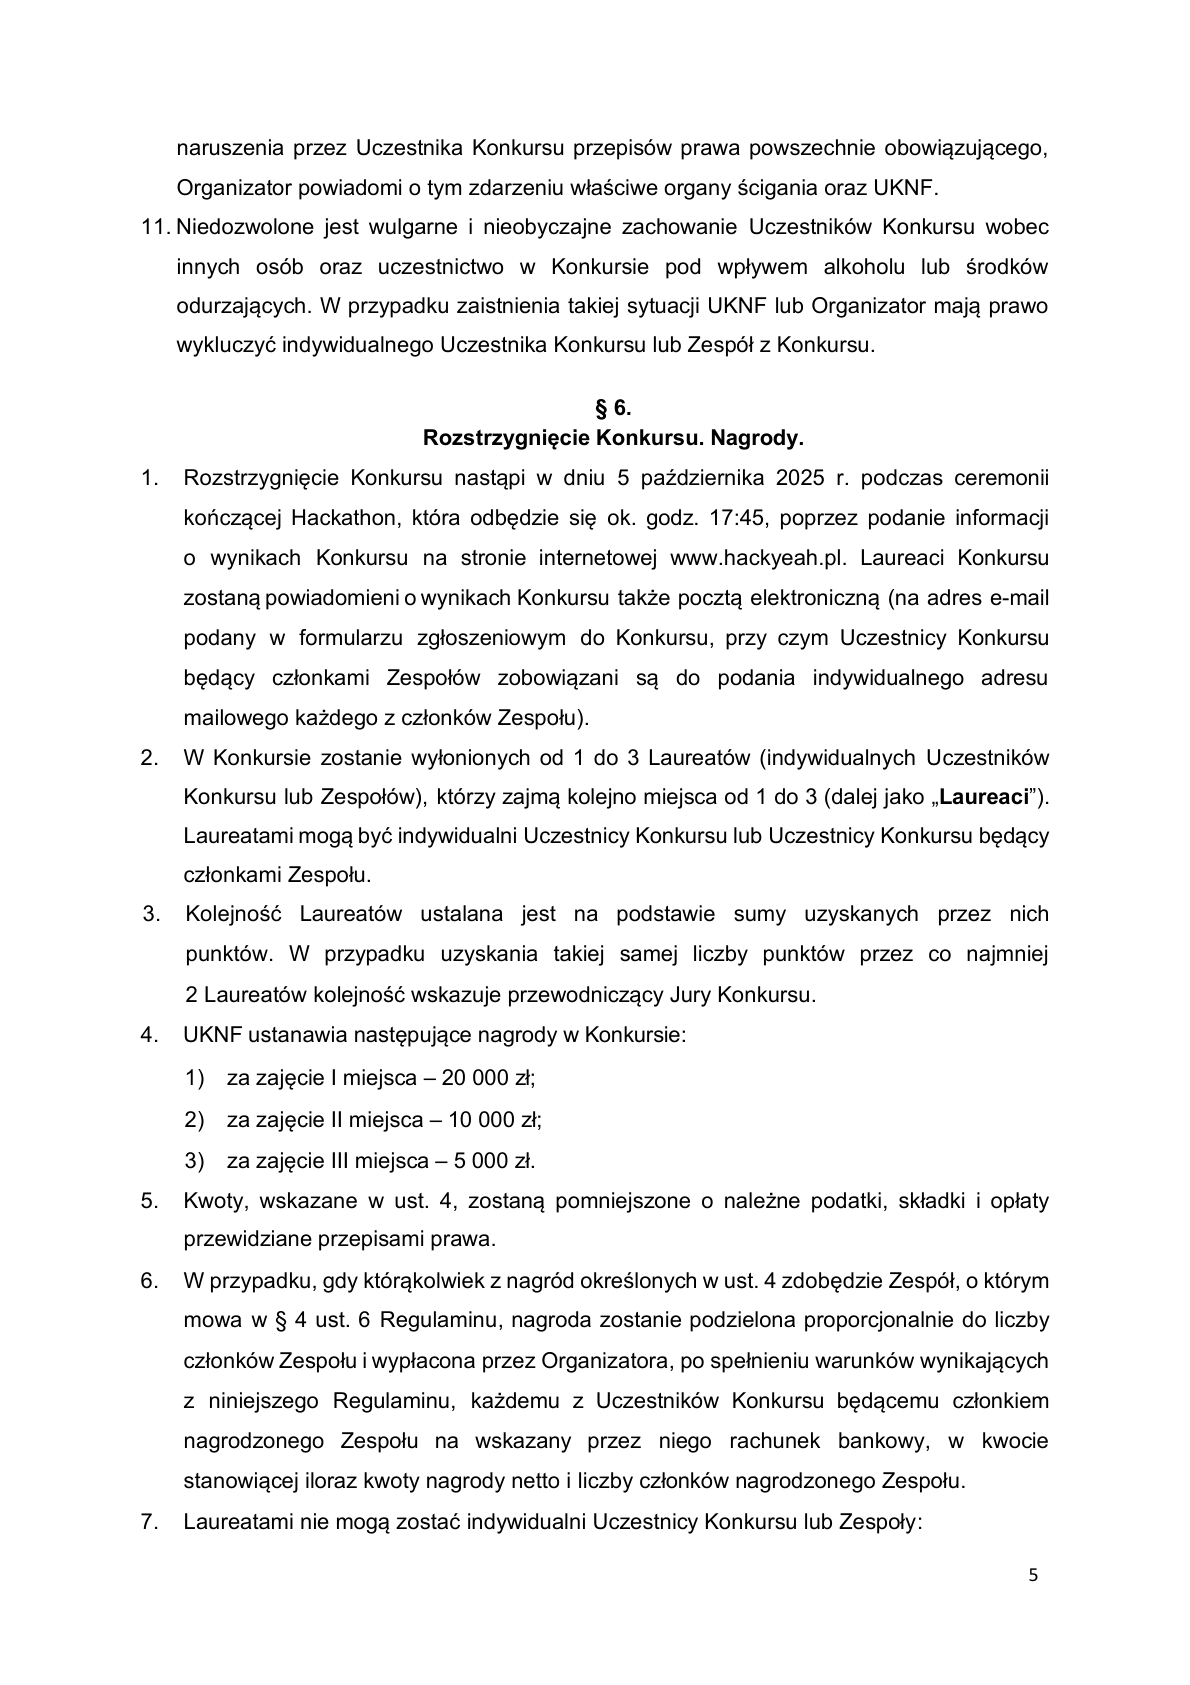 naruszenia przez Uczestnika Konkursu przepisów prawa powszechnie obowiązującego,
Organizator powiadomi o tym zdarzeniu właściwe organy ścigania oraz UKNF.
11. Niedozwolone jest wulgarne i nieobyczajne zachowanie Uczestników Konkursu wobec
innych osób oraz uczestnictwo w Konkursie pod wpływem alkoholu lub środków
odurzających. W przypadku zaistnienia takiej sytuacji UKNF lub Organizator mają prawo
wykluczyć indywidualnego Uczestnika Konkursu lub Zespół z Konkursu.
§ 6.
Rozstrzygnięcie Konkursu. Nagrody.
1. Rozstrzygnięcie Konkursu nastąpi w dniu 5 października 2025 r. podczas ceremonii
kończącej Hackathon, która odbędzie się ok. godz. 17:45, poprzez podanie informacji
o wynikach Konkursu na stronie internetowej www.hackyeah.pl. Laureaci Konkursu
zostaną powiadomieni o wynikach Konkursu także pocztą elektroniczną (na adres e-mail
podany w formularzu zgłoszeniowym do Konkursu, przy czym Uczestnicy Konkursu
będący członkami Zespołów zobowiązani są do podania indywidualnego adresu
mailowego każdego z członków Zespołu).
2. W Konkursie zostanie wyłonionych od 1 do 3 Laureatów (indywidualnych Uczestników
Konkursu lub Zespołów), którzy zajmą kolejno miejsca od 1 do 3 (dalej jako „Laureaci”).
Laureatami mogą być indywidualni Uczestnicy Konkursu lub Uczestnicy Konkursu będący
członkami Zespołu.
3. Kolejność Laureatów ustalana jest na podstawie sumy uzyskanych przez nich
punktów. W przypadku uzyskania takiej samej liczby punktów przez co najmniej
2 Laureatów kolejność wskazuje przewodniczący Jury Konkursu.
4. UKNF ustanawia następujące nagrody w Konkursie:
1) za zajęcie I miejsca – 20 000 zł;
2) za zajęcie II miejsca – 10 000 zł;
3) za zajęcie III miejsca – 5 000 zł.
5. Kwoty, wskazane w ust. 4, zostaną pomniejszone o należne podatki, składki i opłaty
przewidziane przepisami prawa.
6. W przypadku, gdy którąkolwiek z nagród określonych w ust. 4 zdobędzie Zespół, o którym
mowa w § 4 ust. 6 Regulaminu, nagroda zostanie podzielona proporcjonalnie do liczby
członków Zespołu i wypłacona przez Organizatora, po spełnieniu warunków wynikających
z niniejszego Regulaminu, każdemu z Uczestników Konkursu będącemu członkiem
nagrodzonego Zespołu na wskazany przez niego rachunek bankowy, w kwocie
stanowiącej iloraz kwoty nagrody netto i liczby członków nagrodzonego Zespołu.
7. Laureatami nie mogą zostać indywidualni Uczestnicy Konkursu lub Zespoły:
5